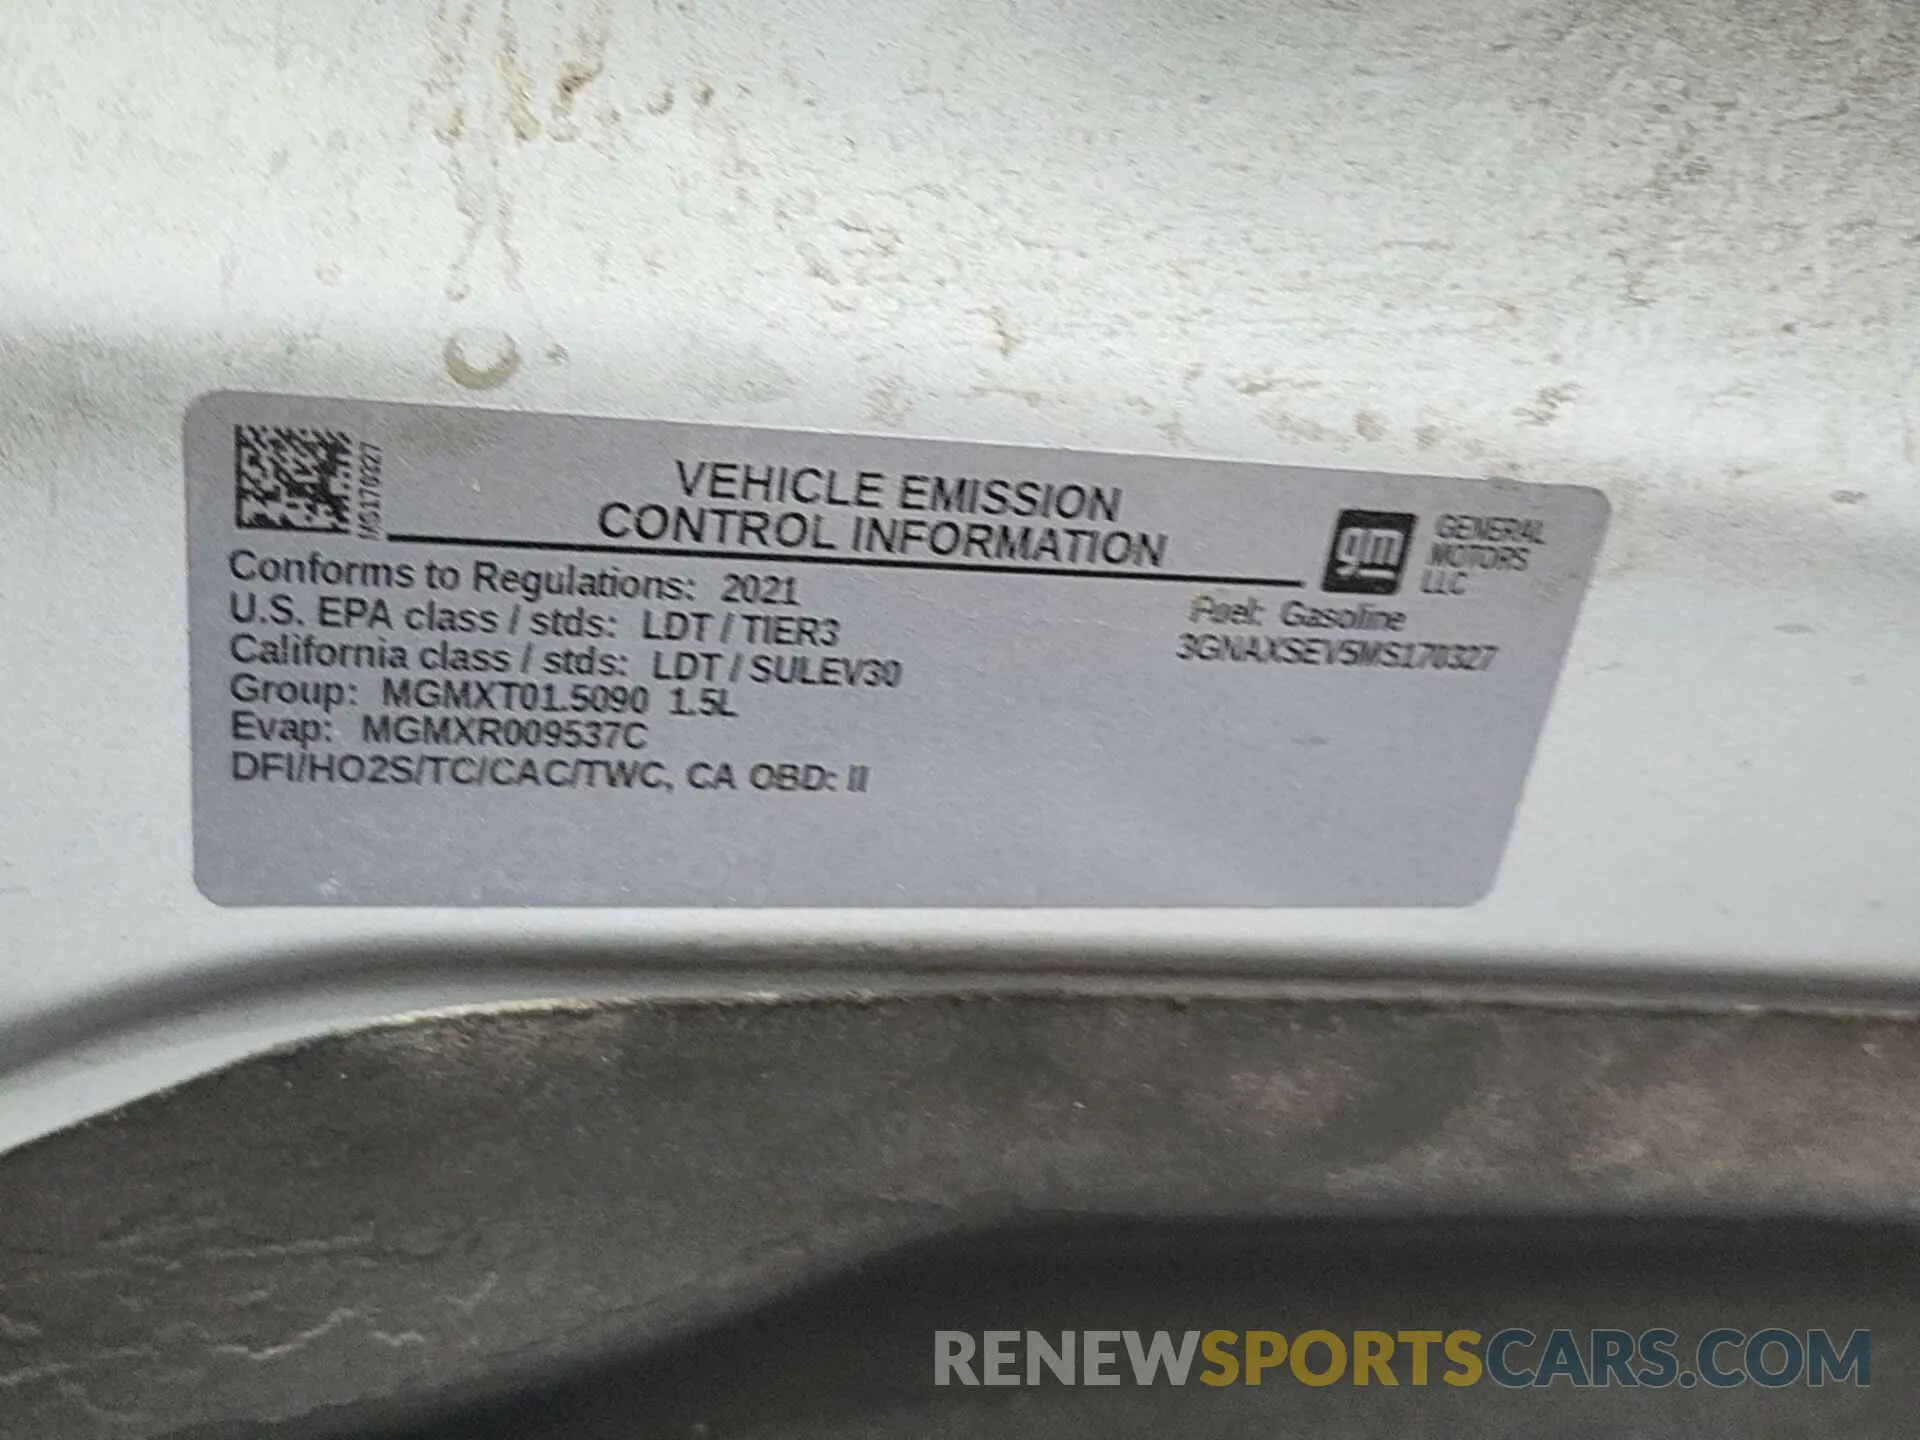 MS170327
VEHICLE EMISSION
CONTROL INFORMATION
gm
GENERAL
MOTORS
LLC
Conforms to Regulations: 2021
U.S. EPA class / stds: LDT / TIER3
California class / stds: LDT / SULEV30
Group: MGMXT01.5090 1.5L
Evap: MGMXR009537C
DFI/HO2S/TC/CAC/TWC, CA OBD: II
Fuel: Gasoline
3GNAXSEV5MS170327
RENEWSPORTSCARS.COM